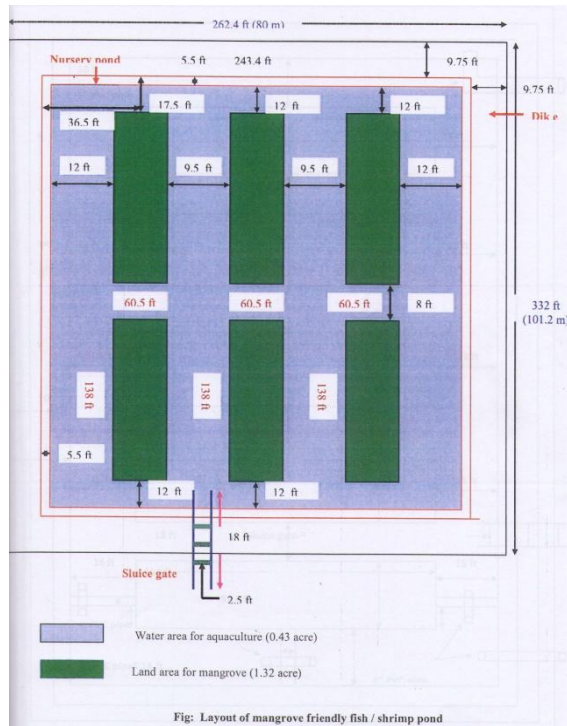 262.4 ft (80 m)
Nursery pond
5.5 ft
243.4 ft
9.75 ft
9.75 ft
17.5 ft
12 ft
12 ft
Dike
36.5 ft
12 ft
9.5 ft
9.5 ft
12 ft
60.5 ft
60.5 ft
60.5 ft
8 ft
332 ft
(101.2 m)
138 ft
138 ft
138 ft
5.5 ft
12 ft
12 ft
18 ft
Sluice gate
2.5 ft
Water area for aquaculture (0.43 acre)
Land area for mangrove (1.32 acre)
Fig: Layout of mangrove friendly fish / shrimp pond